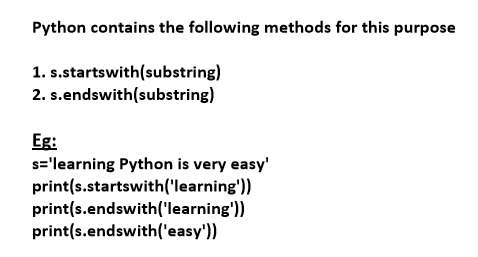 Python contains the following methods for this purpose
1. s.startswith(substring)
2. s.endswith(substring)
Eg:
s='learning Python is very easy'
print(s.startswith('learning'))
print(s.endswith('learning'))
print(s.endswith('easy'))